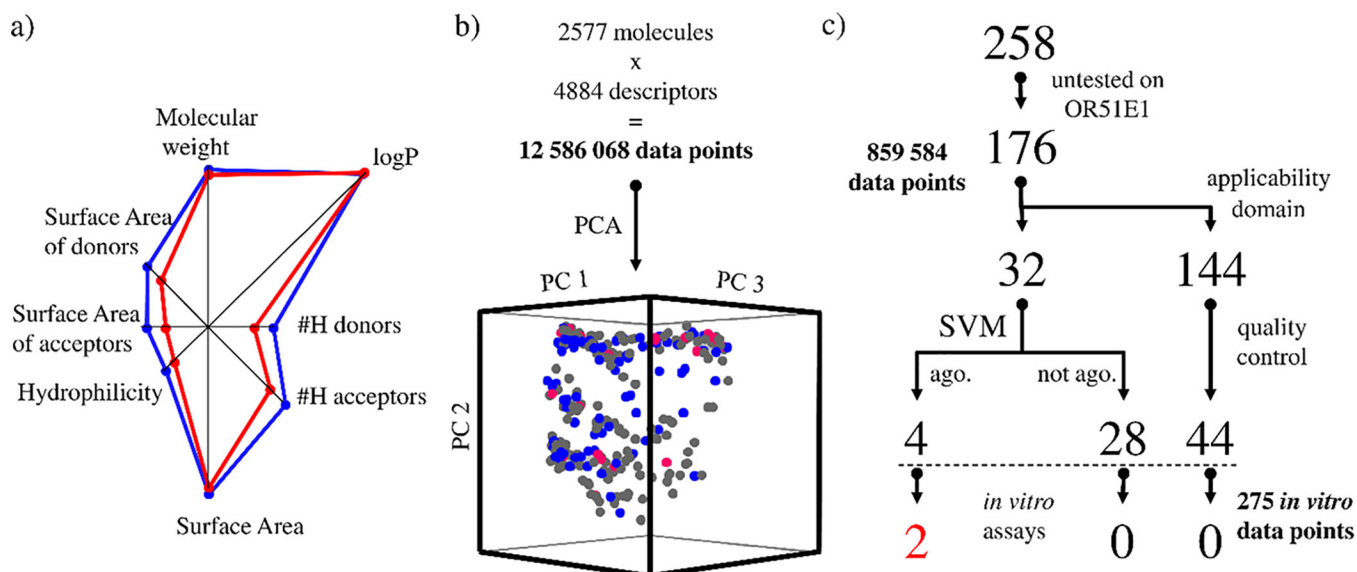 a)
Molecular
weight
logP
Surface Area
of donors
Surface Area
of acceptors
#H donors
Hydrophilicity
#H acceptors
Surface Area
b)
2577 molecules
x
4884 descriptors
=
12 586 068 data points
PCA
PC 1
PC 3
PC 2
c)
258
untested on
OR51E1
859 584
data points
176
applicability
domain
32
144
SVM
quality
control
ago.
not ago.
4
28
44
in vitro
assays
275 in vitro
data points
2
0
0